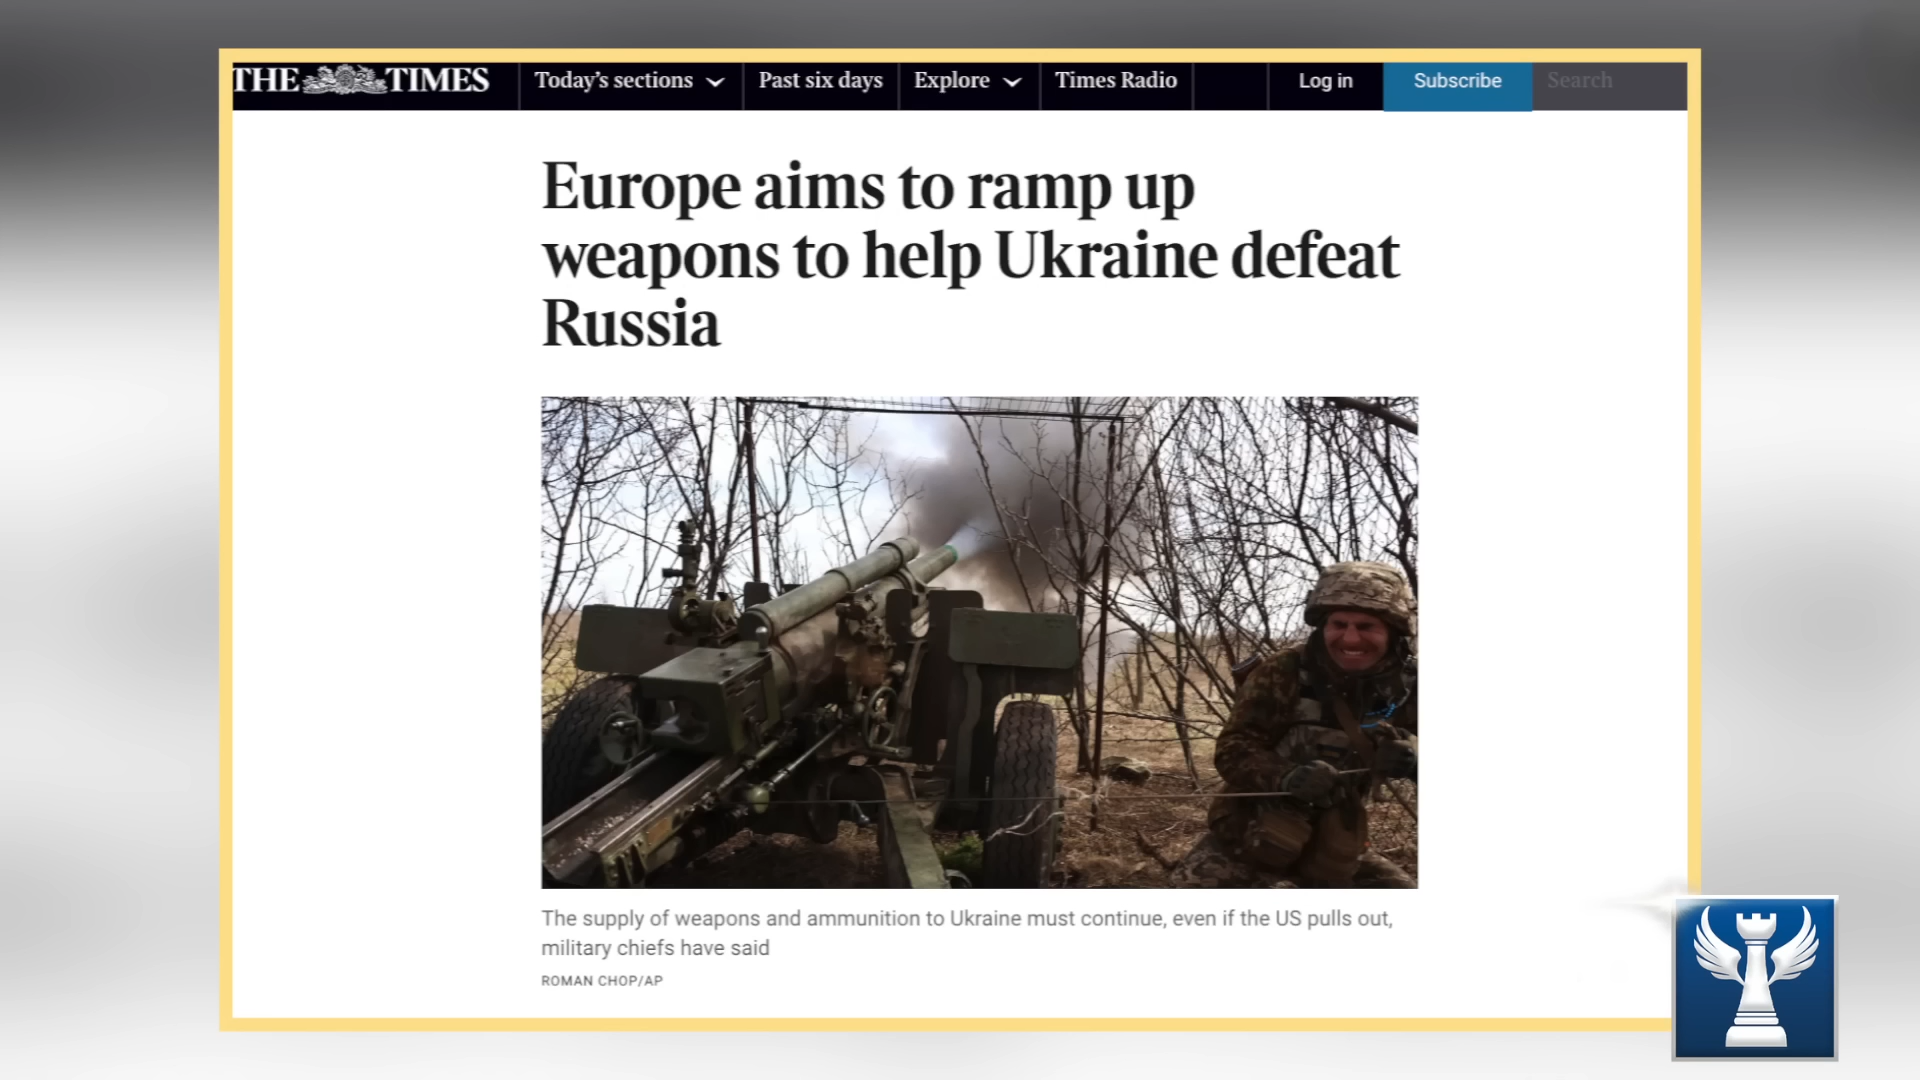 THE TIMES
Today's sections
Past six days
Explore
Times Radio
Log in
Subscribe
Search
Europe aims to ramp up
weapons to help Ukraine defeat
Russia
The supply of weapons and ammunition to Ukraine must continue, even if the US pulls out,
military chiefs have said
ROMAN CHOP/AP